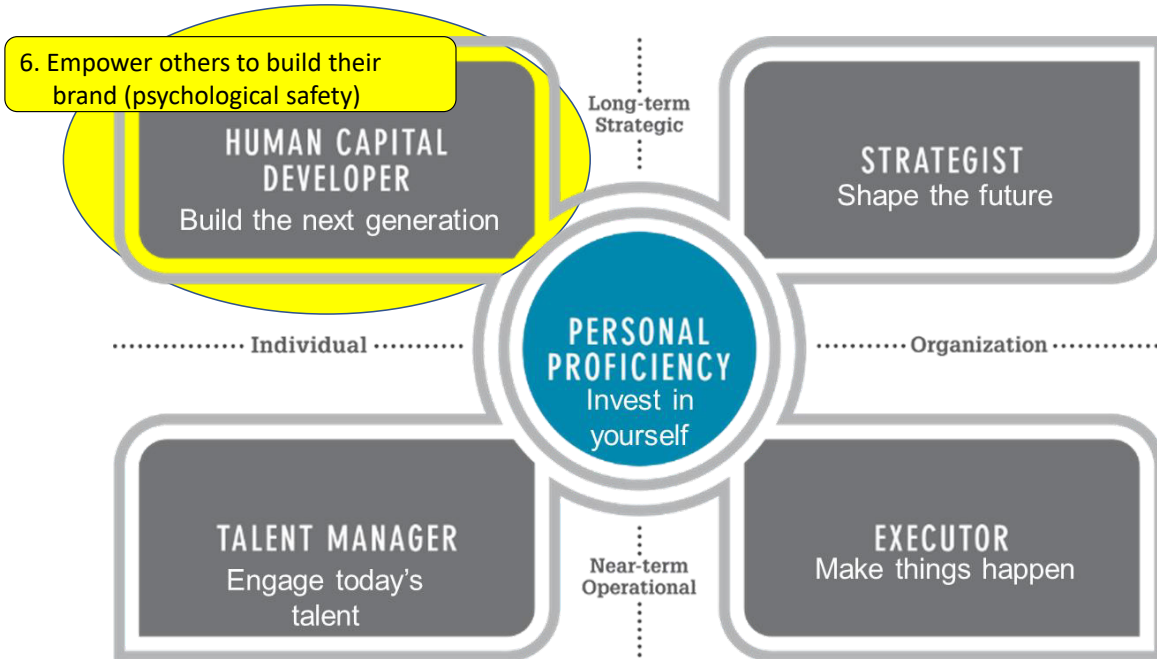 6. Empower others to build their
brand (psychological safety)
HUMAN CAPITAL
DEVELOPER
Build the next generation
Long-term
Strategic
STRATEGIST
Shape the future
Individual
PERSONAL
PROFICIENCY
Invest in
yourself
Organization
TALENT MANAGER
Engage today’s
talent
Near-term
Operational
EXECUTOR
Make things happen